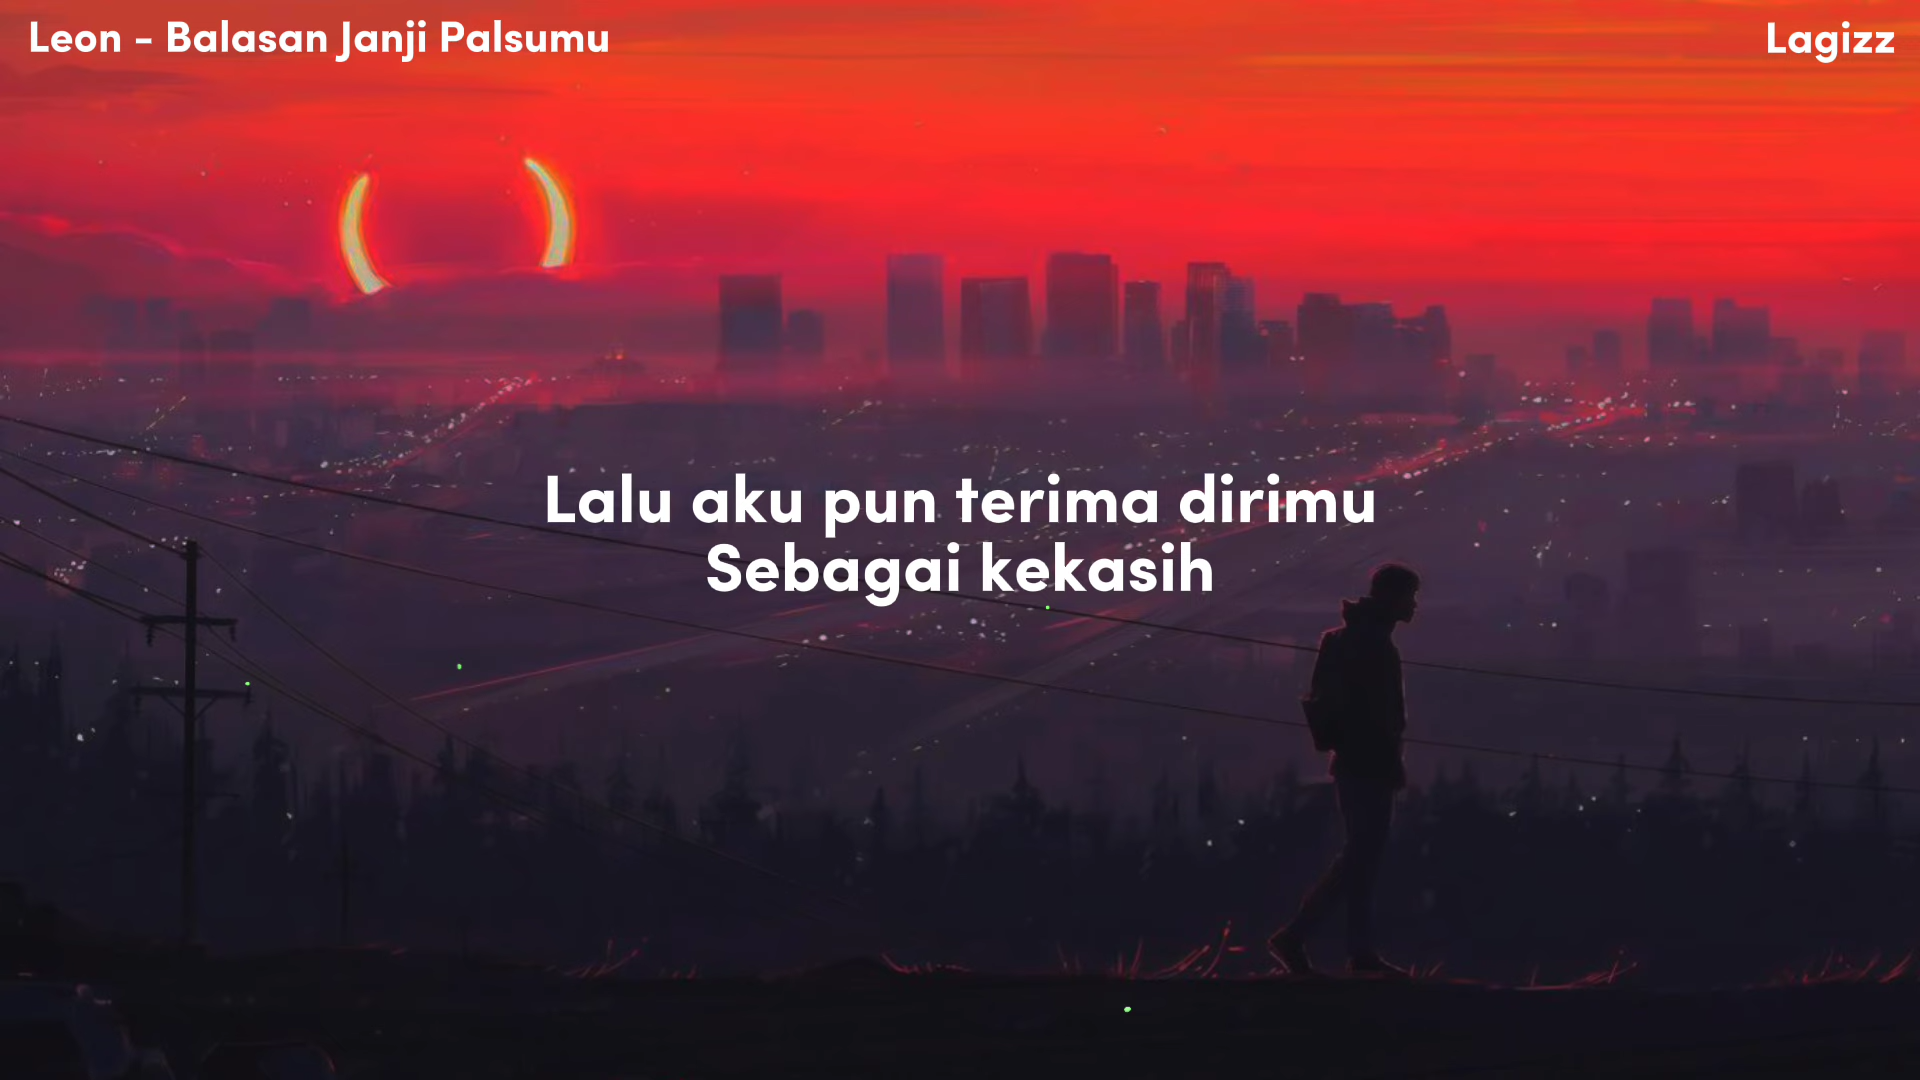 Leon - Balasan Janji Palsumu
Lagizz
Lalu aku pun terima dirimu
Sebagai kekasih